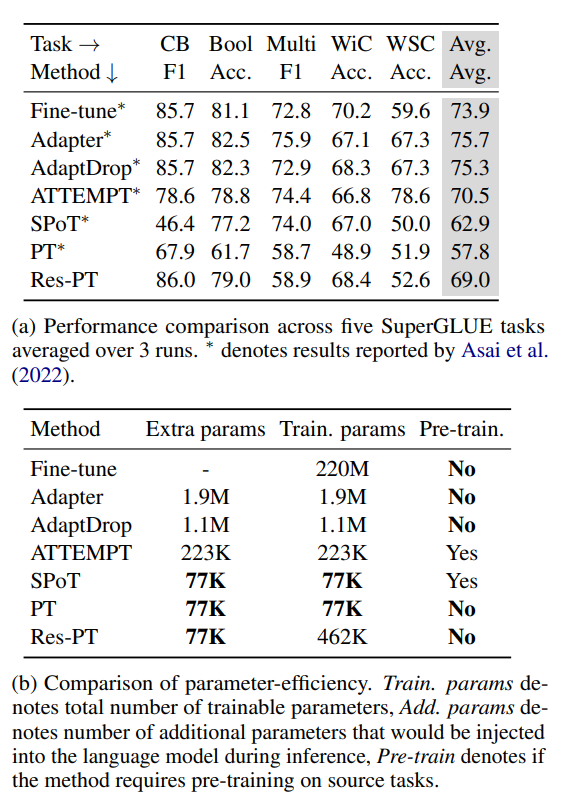 Task → CB Bool Multi WiC WSC Avg.
Method ↓ F1 Acc. F1 Acc. Acc. Avg.
Fine-tune* 85.7 81.1 72.8 70.2 59.6 73.9
Adapter* 85.7 82.5 75.9 67.1 67.3 75.7
AdaptDrop* 85.7 82.3 72.9 68.3 67.3 75.3
ATTEMPT* 78.6 78.8 74.4 66.8 78.6 70.5
SPoT* 46.4 77.2 74.0 67.0 50.0 62.9
PT* 67.9 61.7 58.7 48.9 51.9 57.8
Res-PT 86.0 79.0 58.9 68.4 52.6 69.0
(a) Performance comparison across five SuperGLUE tasks
averaged over 3 runs. * denotes results reported by Asai et al.
(2022).
Method Extra params Train. params Pre-train.
Fine-tune - 220M No
Adapter 1.9M 1.9M No
AdaptDrop 1.1M 1.1M No
ATTEMPT 223K 223K Yes
SPoT 77K 77K Yes
PT 77K 77K No
Res-PT 77K 462K No
(b) Comparison of parameter-efficiency. Train. params de-
notes total number of trainable parameters, Add. params de-
notes number of additional parameters that would be injected
into the language model during inference, Pre-train denotes if
the method requires pre-training on source tasks.